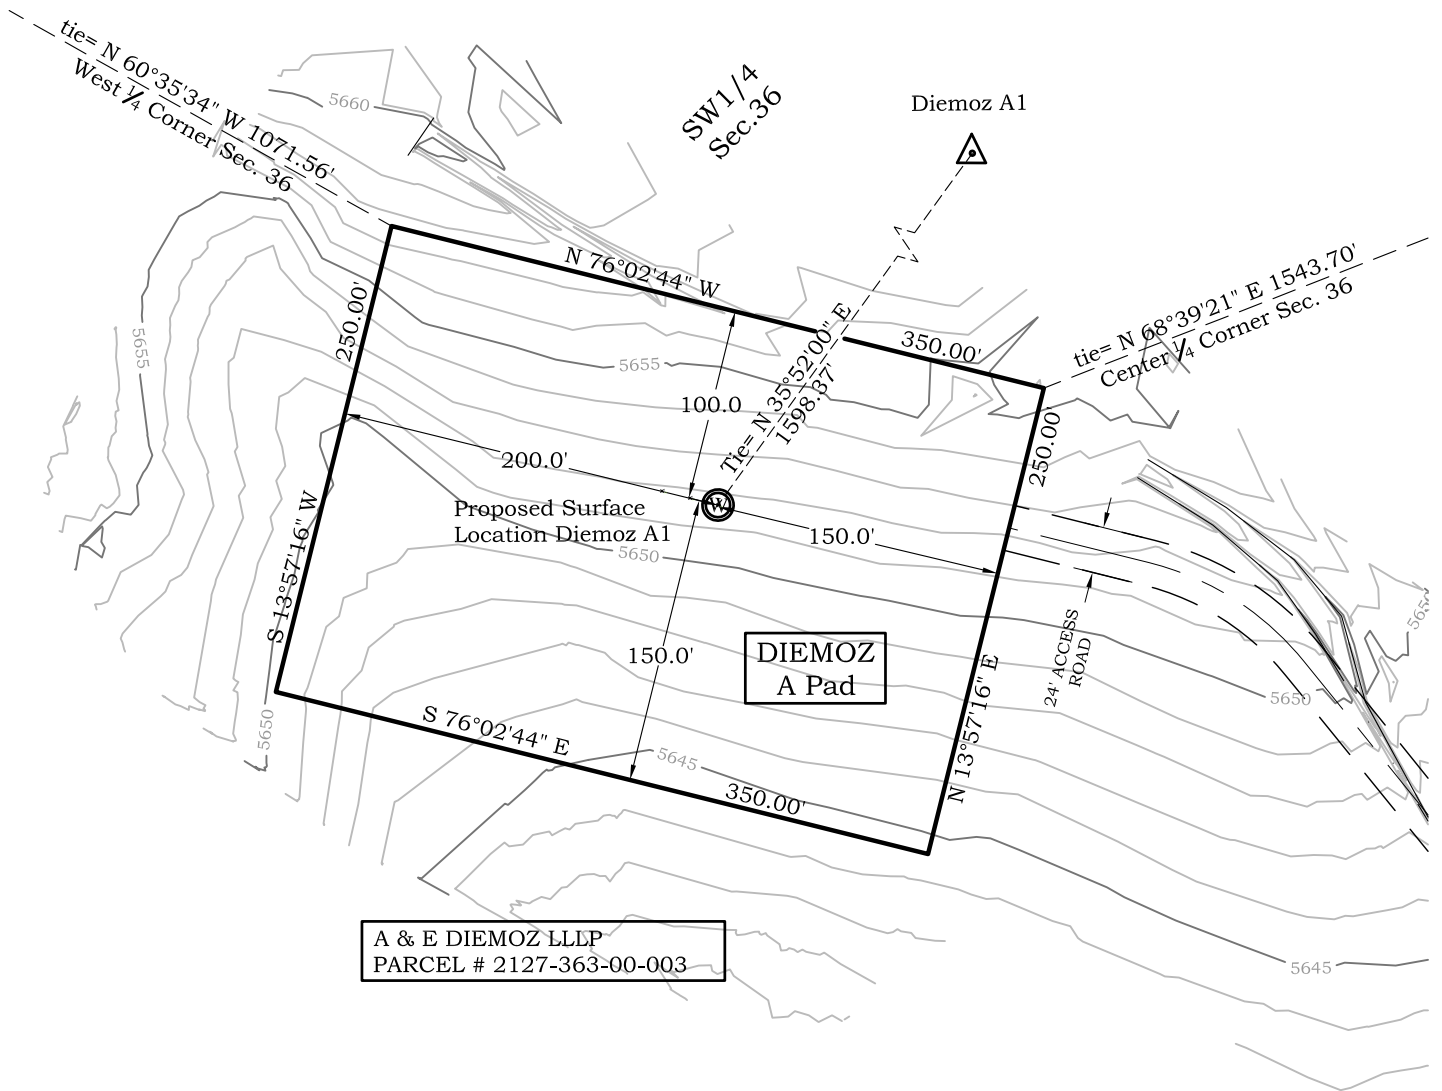 tie= N 60°35'34" W 1071.56'
West 1/4 Corner Sec. 36
5660
SW1/4
Sec.36
Diemoz A1
N 76°02'44" W
350.00'
tie= N 68°39'21" E 1543.70'
Center 1/4 Corner Sec. 36
250.00'
5655
5655
100.0
Tie= N 35°52'00" E
1598.37'
250.00'
200.0'
Proposed Surface
Location Diemoz A1
W
150.0'
5650
S 13°57'16" W
150.0'
DIEMOZ
A Pad
24' ACCESS
ROAD
N 13°57'16" E
5650
5650
5650
S 76°02'44" E
350.00'
5645
A & E DIEMOZ LLLP
PARCEL # 2127-363-00-003
5645